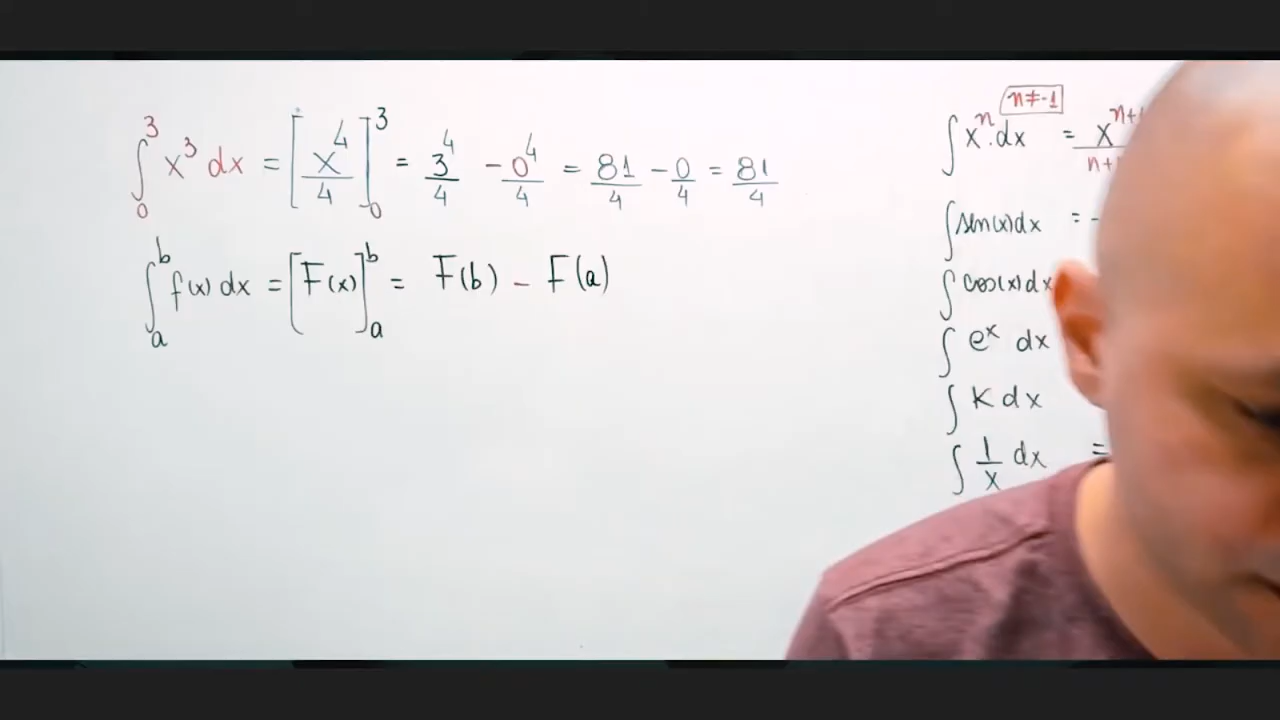 ∫₀³ x³ dx = [x⁴/4]₀³ = 3⁴/4 - 0⁴/4 = 81/4 - 0/4 = 81/4
∫ₐᵇ f(x) dx = [F(x)]ₐᵇ = F(b) - F(a)
n≠-1
∫ xⁿ.dx = xⁿ⁺
n+
∫ sen(x)dx = -
∫ cos(x)dx
∫ eˣ dx
∫ K dx
∫ 1/x dx =